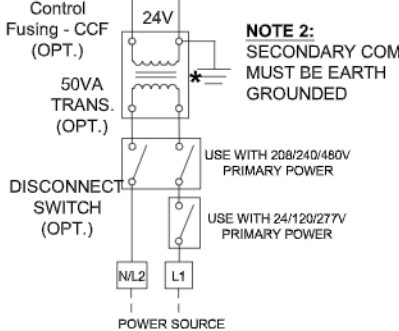 Control
Fusing - CCF
(OPT.)
24V
NOTE 2:
SECONDARY COM
MUST BE EARTH
GROUNDED
*
50VA
TRANS.
(OPT.)
USE WITH 208/240/480V
PRIMARY POWER
DISCONNECT
SWITCH
(OPT.)
USE WITH 24/120/277V
PRIMARY POWER
N/L2
L1
POWER SOURCE